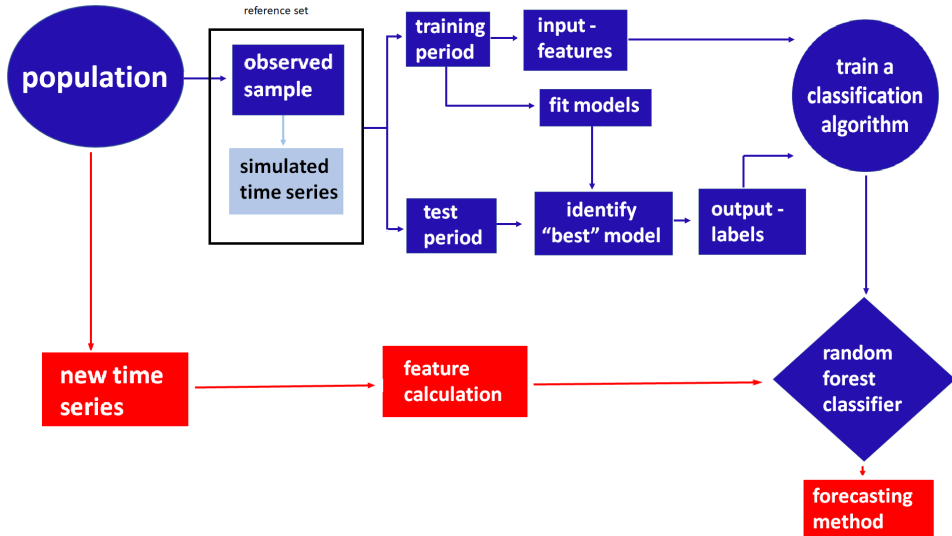 reference set
population
observed
sample
simulated
time series
training
period
input -
features
fit models
train a
classification
algorithm
test
period
identify
“best” model
output -
labels
new time
series
feature
calculation
random
forest
classifier
forecasting
method